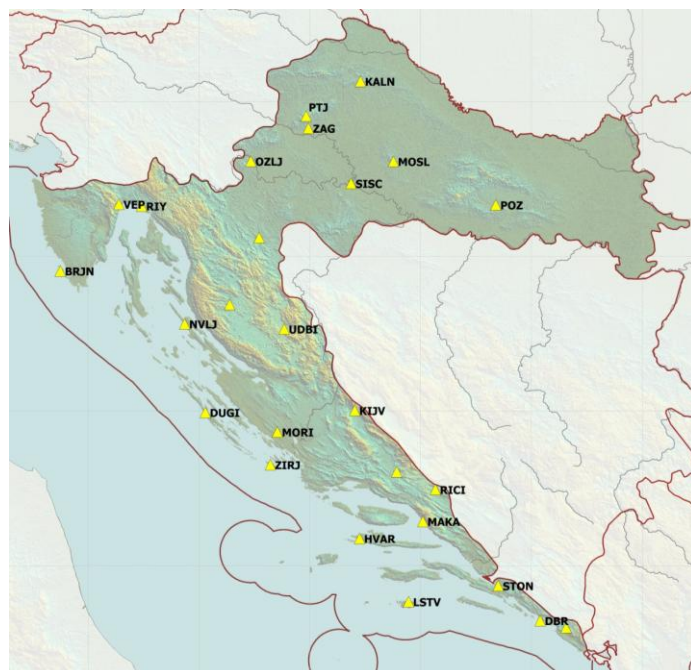 KALN
PTJ
ZAG
OZLJ
MOSL
SISC
VEP
RIY
POZ
BRJN
NVLJ
UDBI
DUGI
KIJV
MORI
ZIRJ
RICI
MAKA
HVAR
STON
LSTV
DBR